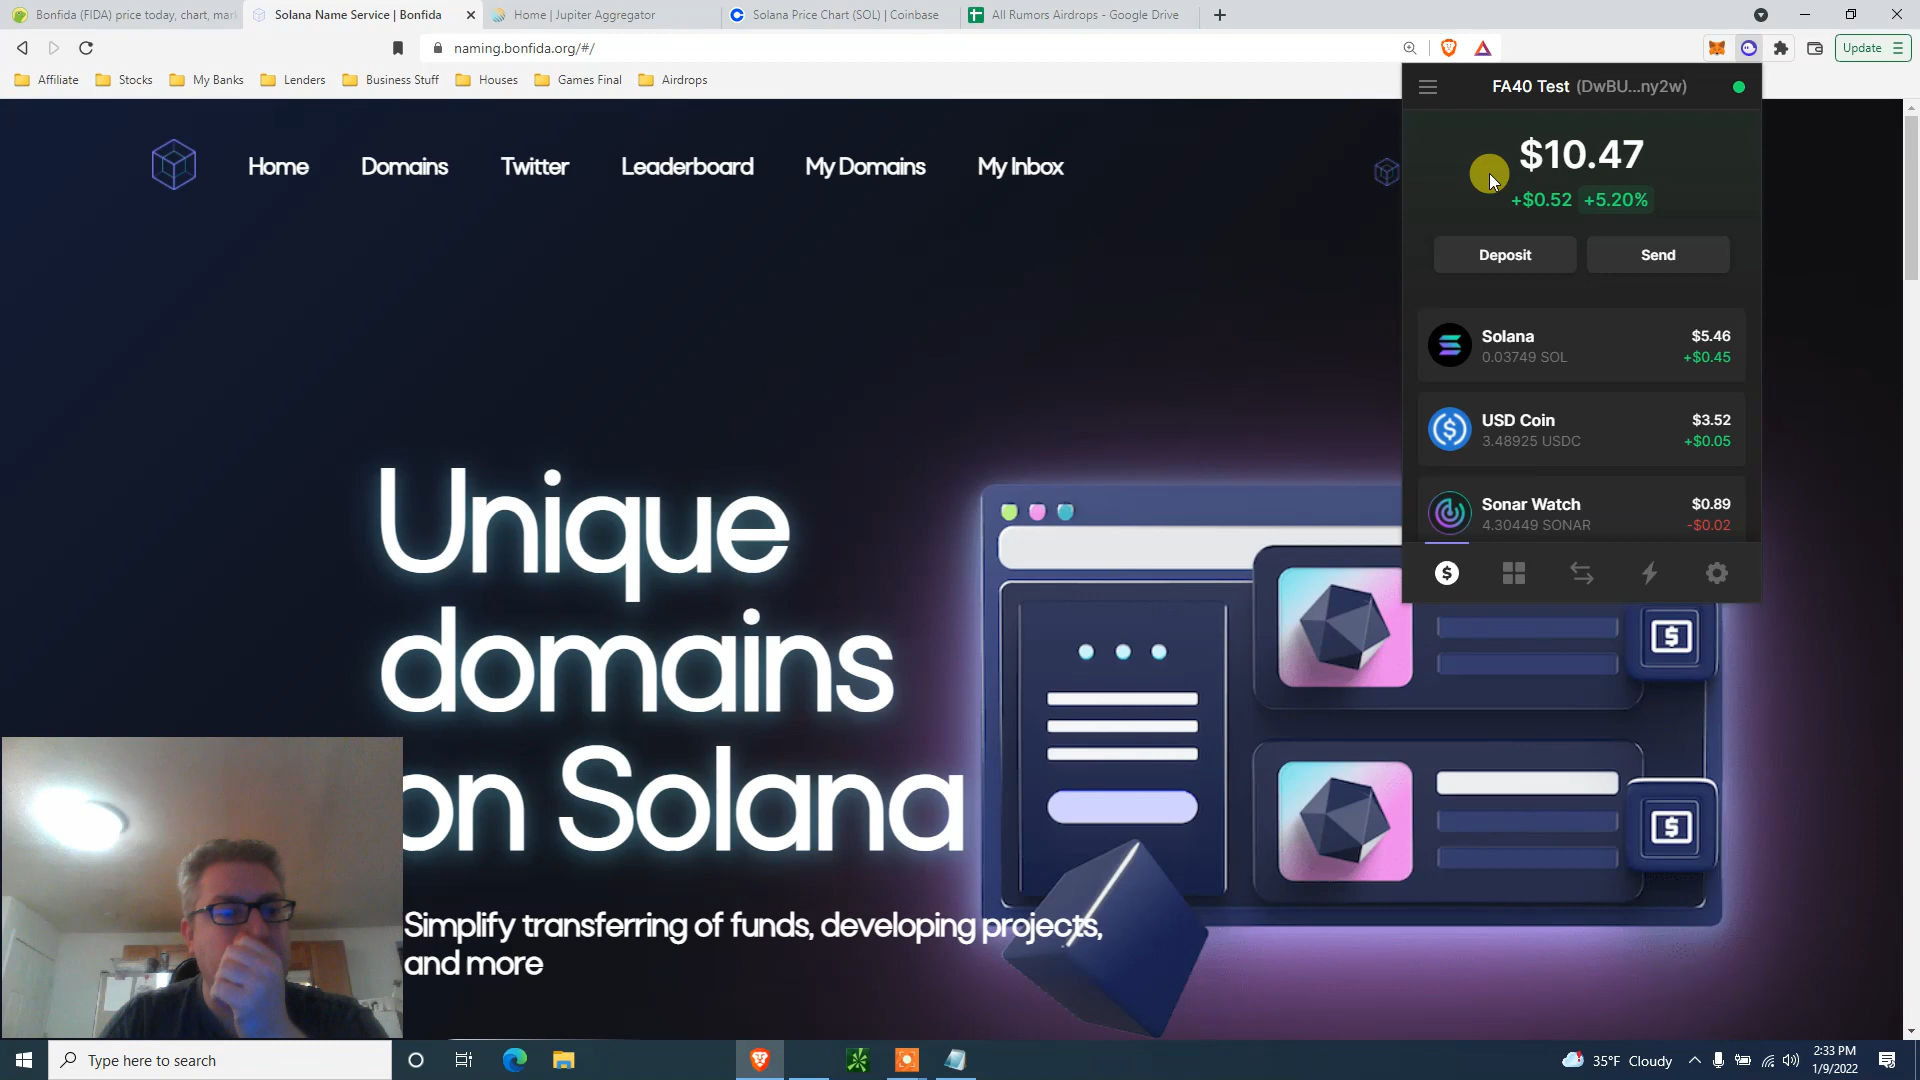 Bonfida (FIDA) price today, chart, mar
Solana Name Service | Bonfida
Home | Jupiter Aggregator
Solana Price Chart (SOL) | Coinbase
All Rumors Airdrops - Google Drive
naming.bonfida.org/#/
Update
Affiliate
Stocks
My Banks
Lenders
Business Stuff
Houses
Games Final
Airdrops
Home
Domains
Twitter
Leaderboard
My Domains
My Inbox
FA40 Test (DwBU...ny2w)
$10.47
+$0.52 +5.20%
Deposit
Send
Solana
$5.46
0.03749 SOL
+$0.45
USD Coin
$3.52
3.48925 USDC
+$0.05
Sonar Watch
$0.89
4.30449 SONAR
-$0.02
Unique
domains
on Solana
Simplify transferring of funds, developing projects,
and more
Type here to search
35°F Cloudy
2:33 PM
1/9/2022